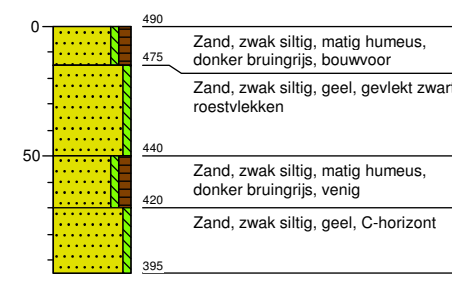 0
490
Zand, zwak siltig, matig humeus,
donker bruingrijs, bouwvoor
475
Zand, zwak siltig, geel, gevlekt zwart
roestvlekken
50
440
Zand, zwak siltig, matig humeus,
donker bruingrijs, venig
420
Zand, zwak siltig, geel, C-horizont
395